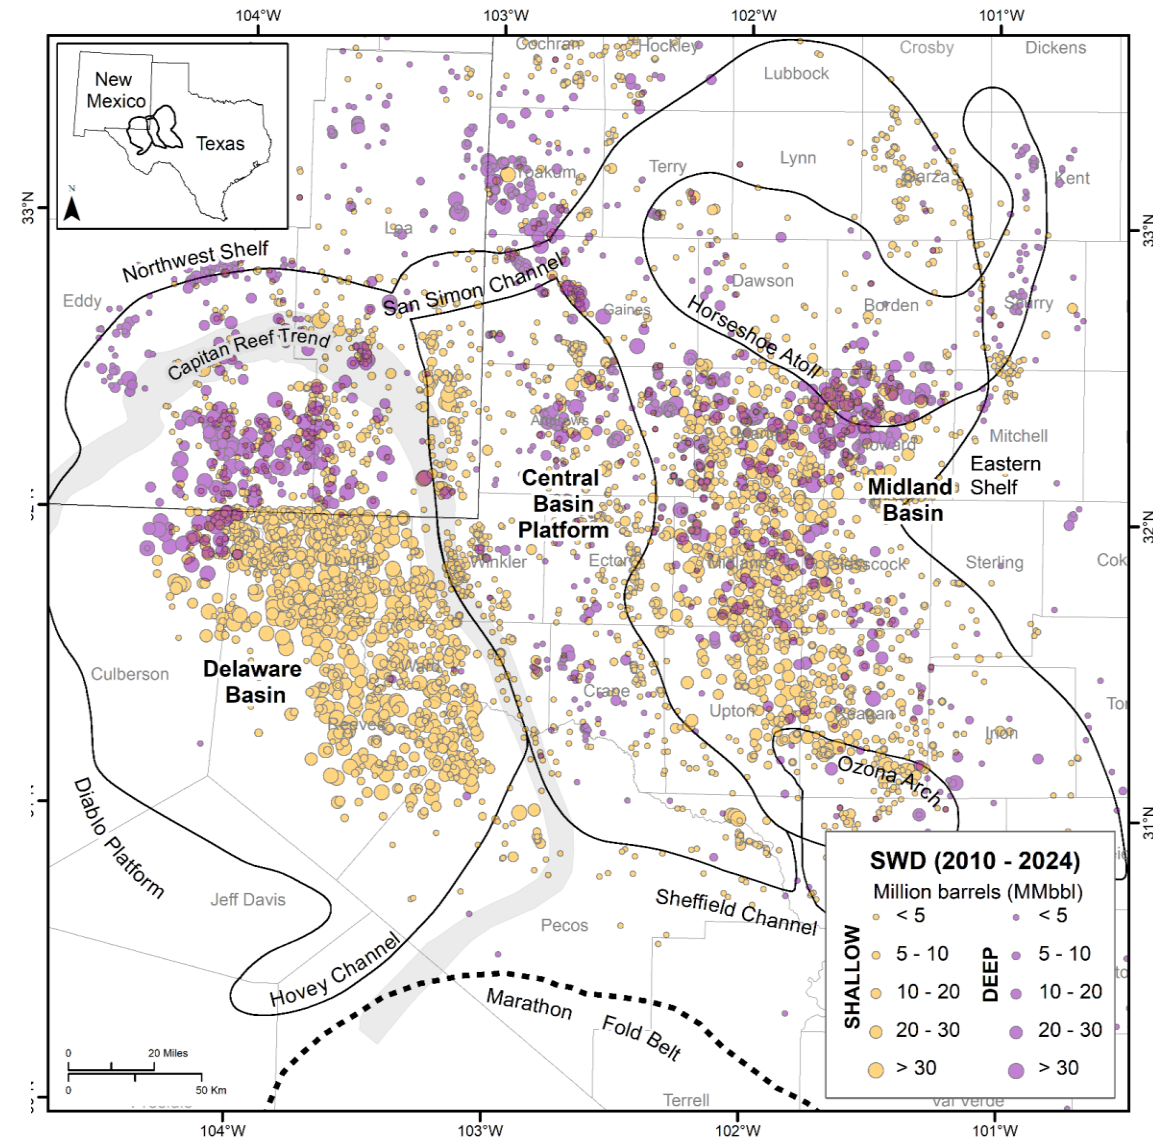 104°W
103°W
102°W
101°W
New
Mexico
Texas
N
Cochran
Hockley
Crosby
Dickens
Lubbock
Terry
Lynn
Yoakum
Garza
Kent
33°N
33°N
Lea
Northwest Shelf
San Simon Channel
Eddy
Dawson
Borden
Scurry
Gaines
Horseshoe Atoll
Capitan Reef Trend
Andrews
Mitchell
Eastern
Shelf
Central
Basin
Platform
Midland
Basin
32°N
Loving
Winkler
Ector
Midland
Glasscock
Sterling
Cok
Culberson
Delaware
Basin
Ward
Crane
Upton
Reagan
Irion
Tor
Reeves
Ozona Arch
Diablo Platform
31°N
Jeff Davis
Pecos
Sheffield Channel
Hovey Channel
Marathon
Fold Belt
Terrell
Val Verde
SWD (2010 - 2024)
Million barrels (MMbbl)
SHALLOW
< 5
5 - 10
10 - 20
20 - 30
> 30
DEEP
< 5
5 - 10
10 - 20
20 - 30
> 30
0
20 Miles
0
50 Km
104°W
103°W
102°W
101°W